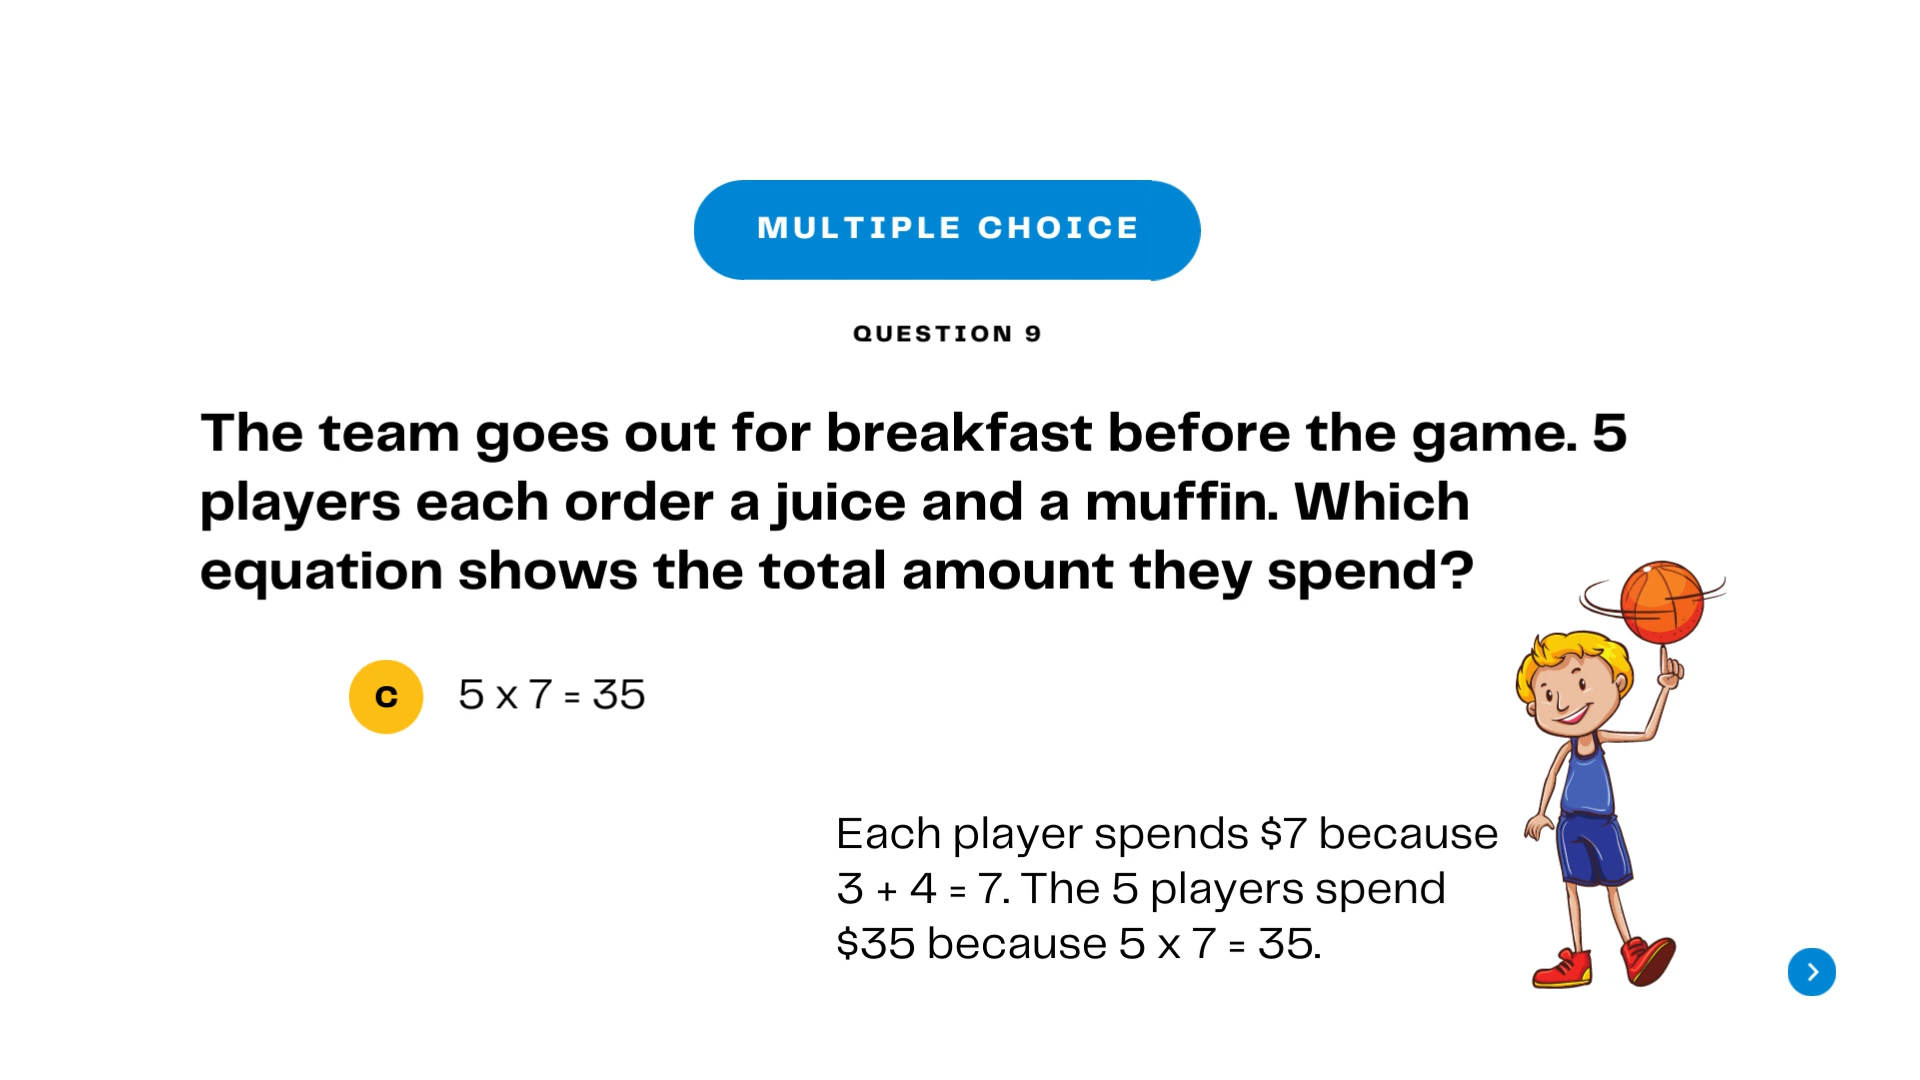 MULTIPLE CHOICE
QUESTION 9
The team goes out for breakfast before the game. 5
players each order a juice and a muffin. Which
equation shows the total amount they spend?
C 5 x 7 = 35
Each player spends $7 because
3 + 4 = 7. The 5 players spend
$35 because 5 x 7 = 35.